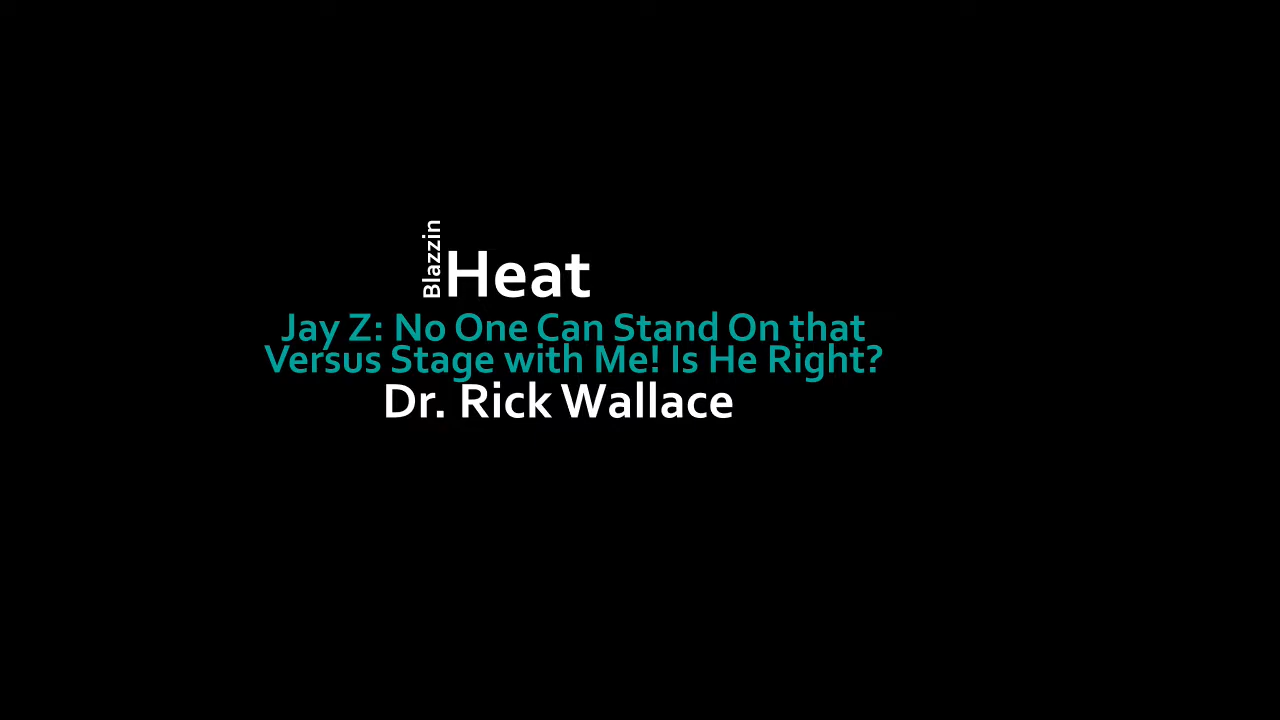 Blazzin
Heat
Jay Z: No One Can Stand On that
Versus Stage with Me! Is He Right?
Dr. Rick Wallace